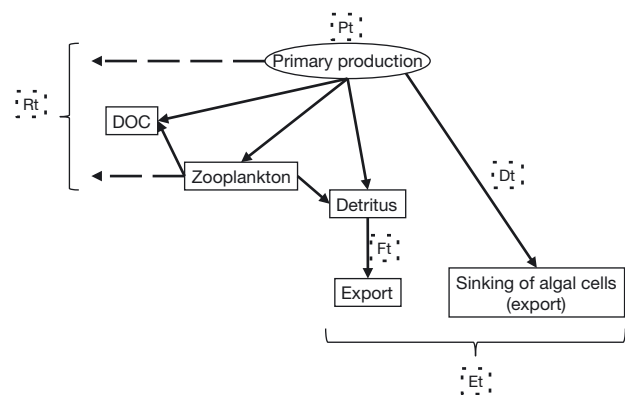 Pt
Primary production
Rt
DOC
Zooplankton
Dt
Detritus
Ft
Export
Sinking of algal cells
(export)
Et